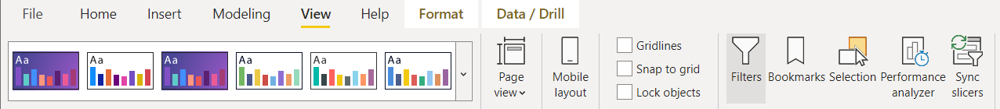 File Home Insert Modeling View Help Format Data / Drill
Aa Aa Aa Aa Aa Aa
Page view
Mobile layout
Gridlines
Snap to grid
Lock objects
Filters
Bookmarks
Selection
Performance analyzer
Sync slicers